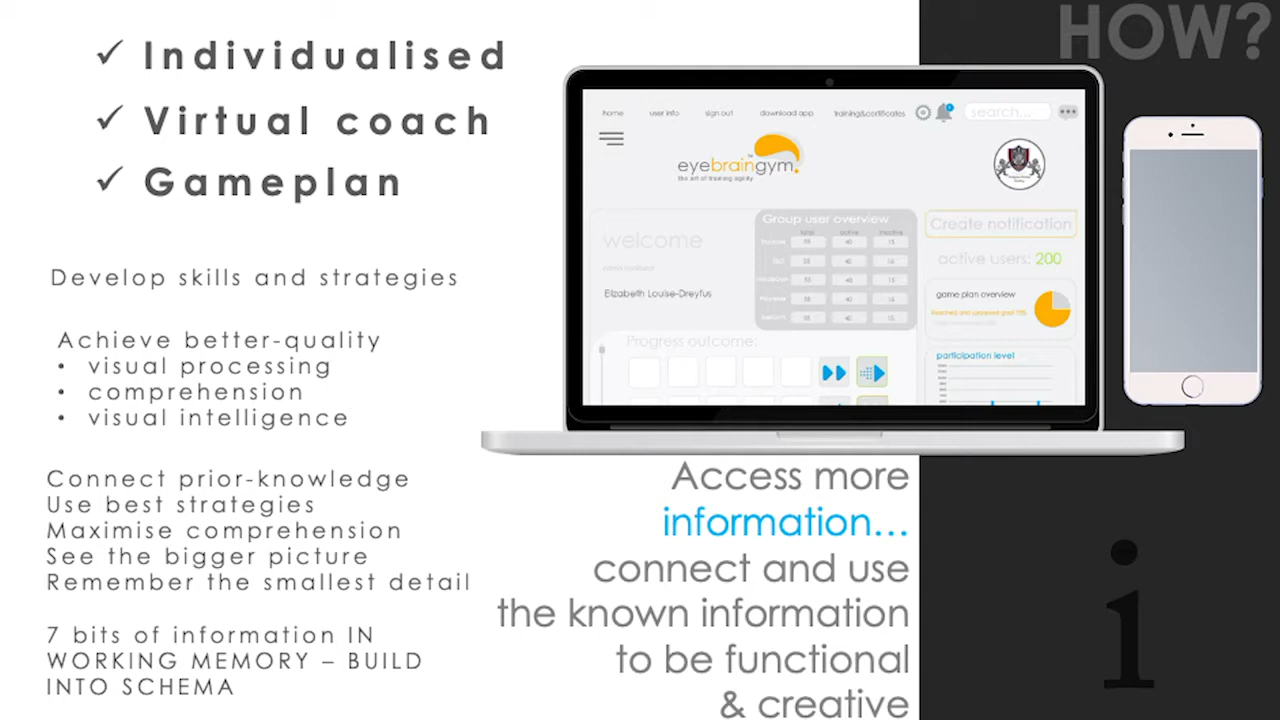 HOW?
✓ Individualised
✓ Virtual coach
✓ Gameplan
Develop skills and strategies
Achieve better-quality
• visual processing
• comprehension
• visual intelligence
Connect prior-knowledge
Use best strategies
Maximise comprehension
See the bigger picture
Remember the smallest detail
7 bits of information IN
WORKING MEMORY – BUILD
INTO SCHEMA
home user info sign out download app training&certificates search...
eyebraingym
the art of training agility
welcome
Elizabeth Louise-Dreyfus
Group user overview
total active inactive
Create notification
active users: 200
game plan overview
participation level
Progress outcome:
Access more
information...
connect and use
the known information
to be functional
& creative
i